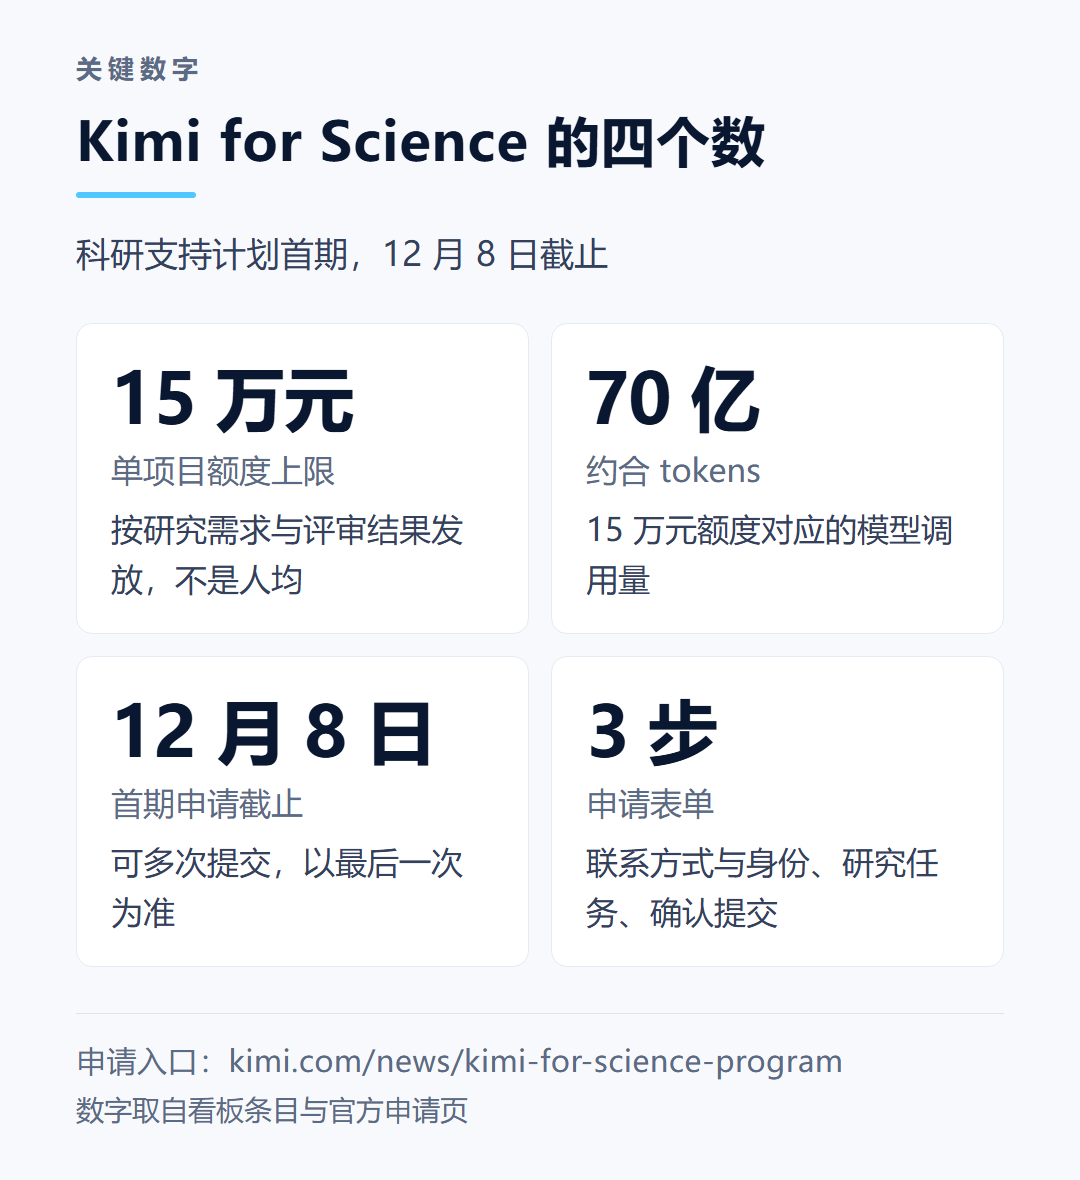 关键数字
Kimi for Science 的四个数
科研支持计划首期，12 月 8 日截止
15 万元
单项目额度上限
按研究需求与评审结果发
放，不是人均
70 亿
约合 tokens
15 万元额度对应的模型调
用量
12 月 8 日
首期申请截止
可多次提交，以最后一次
为准
3 步
申请表单
联系方式与身份、研究任
务、确认提交
申请入口：kimi.com/news/kimi-for-science-program
数字取自看板条目与官方申请页